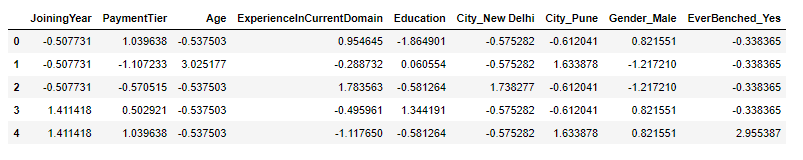 JoiningYear PaymentTier Age ExperienceInCurrentDomain Education City_New Delhi City_Pune Gender_Male EverBenched_Yes
0 -0.507731 1.039638 -0.537503 0.954645 -1.864901 -0.575282 -0.612041 0.821551 -0.338365
1 -0.507731 -1.107233 3.025177 -0.288732 0.060554 -0.575282 1.633878 -1.217210 -0.338365
2 -0.507731 -0.570515 -0.537503 1.783563 -0.581264 1.738277 -0.612041 -1.217210 -0.338365
3 1.411418 0.502921 -0.537503 -0.495961 1.344191 -0.575282 -0.612041 0.821551 -0.338365
4 1.411418 1.039638 -0.537503 -1.117650 -0.581264 -0.575282 1.633878 0.821551 2.955387